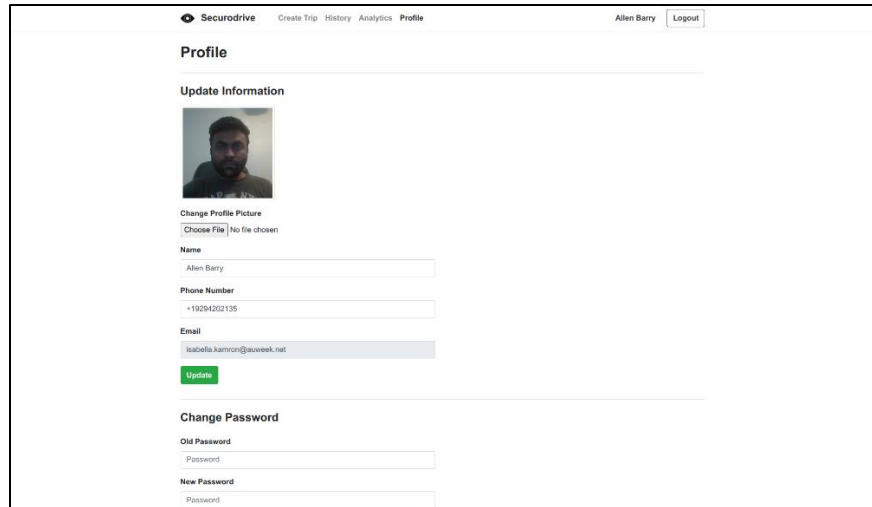 Securodrive Create Trip History Analytics Profile Allen Barry Logout
Profile
Update Information
Change Profile Picture
Choose File No file chosen
Name
Allen Barry
Phone Number
+19294202135
Email
isabella.kamron@auweek.net
Update
Change Password
Old Password
Password
New Password
Password